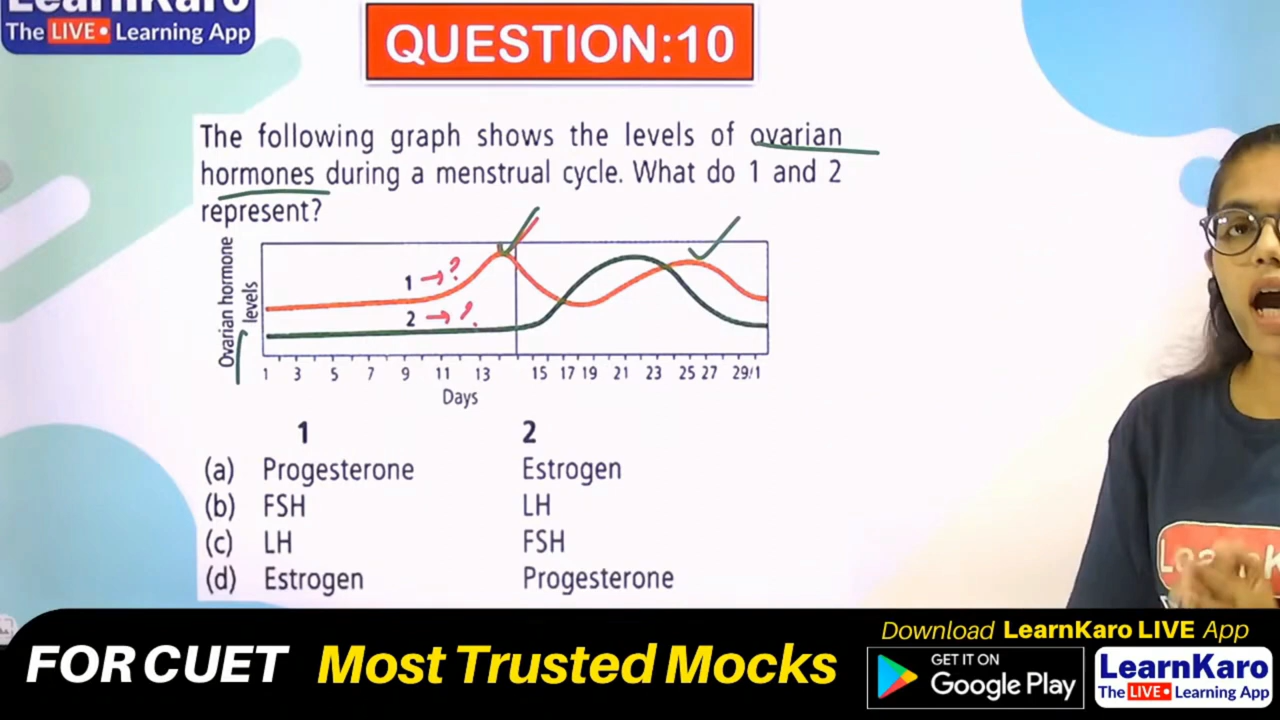 LearnKaro
The LIVE Learning App
QUESTION:10
The following graph shows the levels of ovarian
hormones during a menstrual cycle. What do 1 and 2
represent?
Ovarian hormone
levels
1 → ?
2 → ?
1 3 5 7 9 11 13 15 17 19 21 23 25 27 29/1
Days
1 2
(a) Progesterone Estrogen
(b) FSH LH
(c) LH FSH
(d) Estrogen Progesterone
FOR CUET Most Trusted Mocks
Download LearnKaro LIVE App
GET IT ON
Google Play
LearnKaro
The LIVE Learning App